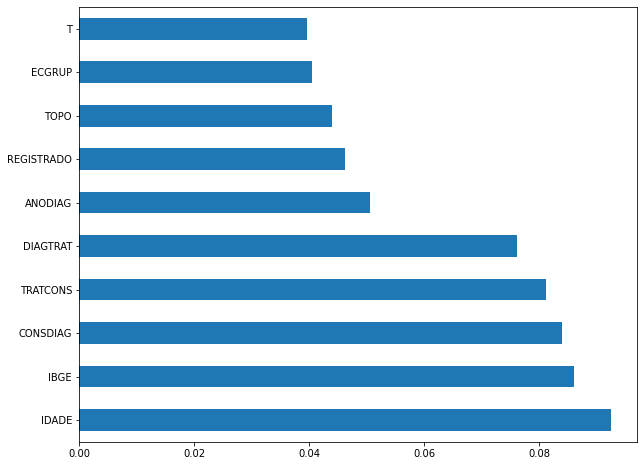 T
ECGRUP
TOPO
REGISTRADO
ANODIAG
DIAGTRAT
TRATCONS
CONSDIAG
IBGE
IDADE
0.00 0.02 0.04 0.06 0.08